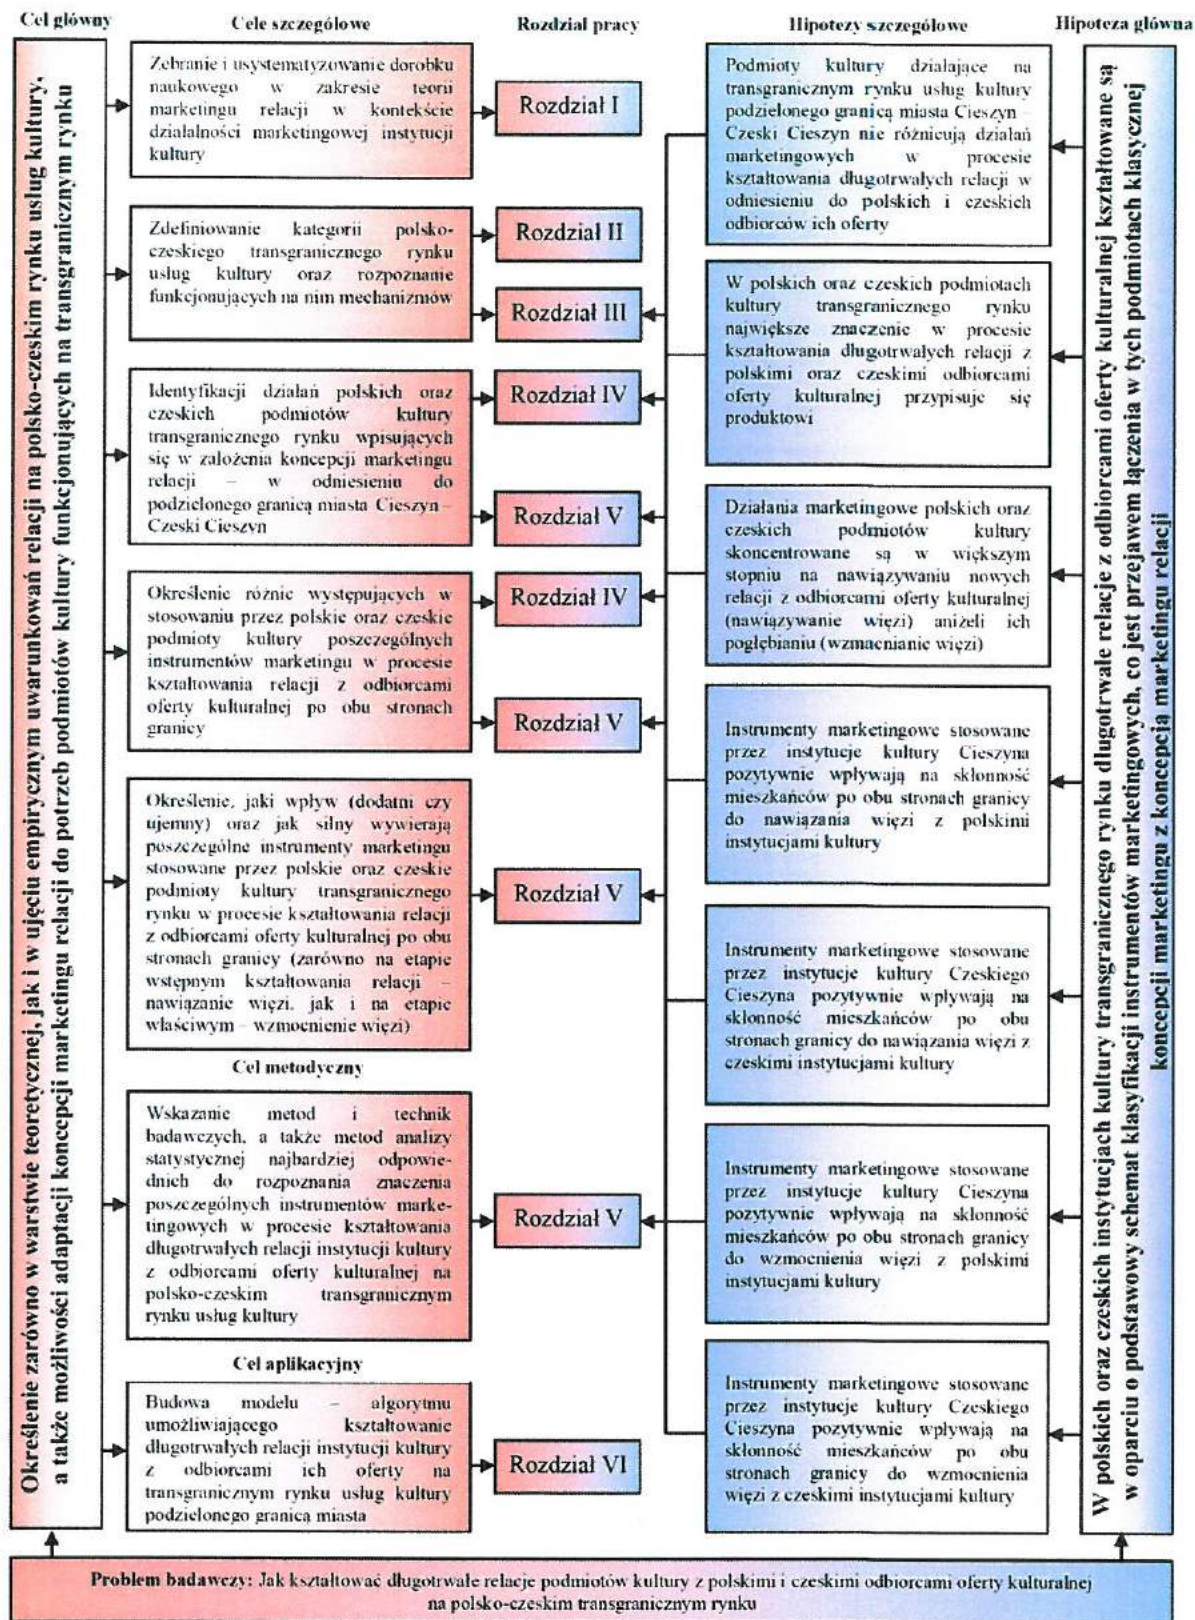 Cel główny
Cele szczegółowe
Rozdział pracy
Hipotezy szczegółowe
Hipoteza główna
Określenie zarówno w warstwie teoretycznej, jak i w ujęciu empirycznym uwarunkowań relacji na polsko-czeskim rynku usług kultury,
a także możliwości adaptacji koncepcji marketingu relacji do potrzeb podmiotów kultury funkcjonujących na transgranicznym rynku
Zebranie i usystematyzowanie dorobku
naukowego w zakresie teorii
marketingu relacji w kontekście
działalności marketingowej instytucji
kultury
Zdefiniowanie kategorii polsko-
czeskiego transgranicznego rynku
usług kultury oraz rozpoznanie
funkcjonujących na nim mechanizmów
Identyfikacji działań polskich oraz
czeskich podmiotów kultury
transgranicznego rynku wpisujących
się w założenia koncepcji marketingu
relacji – w odniesieniu do
podzielonego granicą miasta Cieszyn –
Czeski Cieszyn
Określenie różnic występujących w
stosowaniu przez polskie oraz czeskie
podmioty kultury poszczególnych
instrumentów marketingu w procesie
kształtowania relacji z odbiorcami
oferty kulturalnej po obu stronach
granicy
Określenie, jaki wpływ (dodatni czy
ujemny) oraz jak silny wywierają
poszczególne instrumenty marketingu
stosowane przez polskie oraz czeskie
podmioty kultury transgranicznego
rynku w procesie kształtowania relacji
z odbiorcami oferty kulturalnej po obu
stronach granicy (zarówno na etapie
wstępnym kształtowania relacji –
nawiązanie więzi, jak i na etapie
właściwym – wzmocnienie więzi)
Cel metodyczny
Wskazanie metod i technik
badawczych, a także metod analizy
statystycznej najbardziej odpowie-
dnich do rozpoznania znaczenia
poszczególnych instrumentów marke-
tingowych w procesie kształtowania
długotrwałych relacji instytucji kultury
z odbiorcami oferty kulturalnej na
polsko-czeskim transgranicznym
rynku usług kultury
Cel aplikacyjny
Budowa modelu – algorytmu
umożliwiającego kształtowanie
długotrwałych relacji instytucji kultury
z odbiorcami ich oferty na
transgranicznym rynku usług kultury
podzielonego granicą miasta
Rozdział I
Rozdział II
Rozdział III
Rozdział IV
Rozdział V
Rozdział IV
Rozdział V
Rozdział V
Rozdział V
Rozdział VI
Podmioty kultury działające na
transgranicznym rynku usług kultury
podzielonego granicą miasta Cieszyn –
Czeski Cieszyn nie różnicują działań
marketingowych w procesie
kształtowania długotrwałych relacji w
odniesieniu do polskich i czeskich
odbiorców ich oferty
W polskich oraz czeskich podmiotach
kultury transgranicznego rynku
największe znaczenie w procesie
kształtowania długotrwałych relacji z
polskimi oraz czeskimi odbiorcami
oferty kulturalnej przypisuje się
produktowi
Działania marketingowe polskich oraz
czeskich podmiotów kultury
skoncentrowane są w większym
stopniu na nawiązywaniu nowych
relacji z odbiorcami oferty kulturalnej
(nawiązywanie więzi) aniżeli ich
pogłębianiu (wzmacnianie więzi)
Instrumenty marketingowe stosowane
przez instytucje kultury Cieszyna
pozytywnie wpływają na skłonność
mieszkańców po obu stronach granicy
do nawiązania więzi z polskimi
instytucjami kultury
Instrumenty marketingowe stosowane
przez instytucje kultury Czeskiego
Cieszyna pozytywnie wpływają na
skłonność mieszkańców po obu
stronach granicy do nawiązania więzi z
czeskimi instytucjami kultury
Instrumenty marketingowe stosowane
przez instytucje kultury Cieszyna
pozytywnie wpływają na skłonność
mieszkańców po obu stronach granicy
do wzmocnienia więzi z polskimi
instytucjami kultury
Instrumenty marketingowe stosowane
przez instytucje kultury Czeskiego
Cieszyna pozytywnie wpływają na
skłonność mieszkańców po obu
stronach granicy do wzmocnienia
więzi z czeskimi instytucjami kultury
W polskich oraz czeskich instytucjach kultury transgranicznego rynku długotrwałe relacje z odbiorcami oferty kulturalnej kształtowane są
w oparciu o podstawowy schemat klasyfikacji instrumentów marketingowych, co jest przejawem łączenia w tych podmiotach klasycznej
koncepcji marketingu z koncepcją marketingu relacji
Problem badawczy: Jak kształtować długotrwałe relacje podmiotów kultury z polskimi i czeskimi odbiorcami oferty kulturalnej
na polsko-czeskim transgranicznym rynku